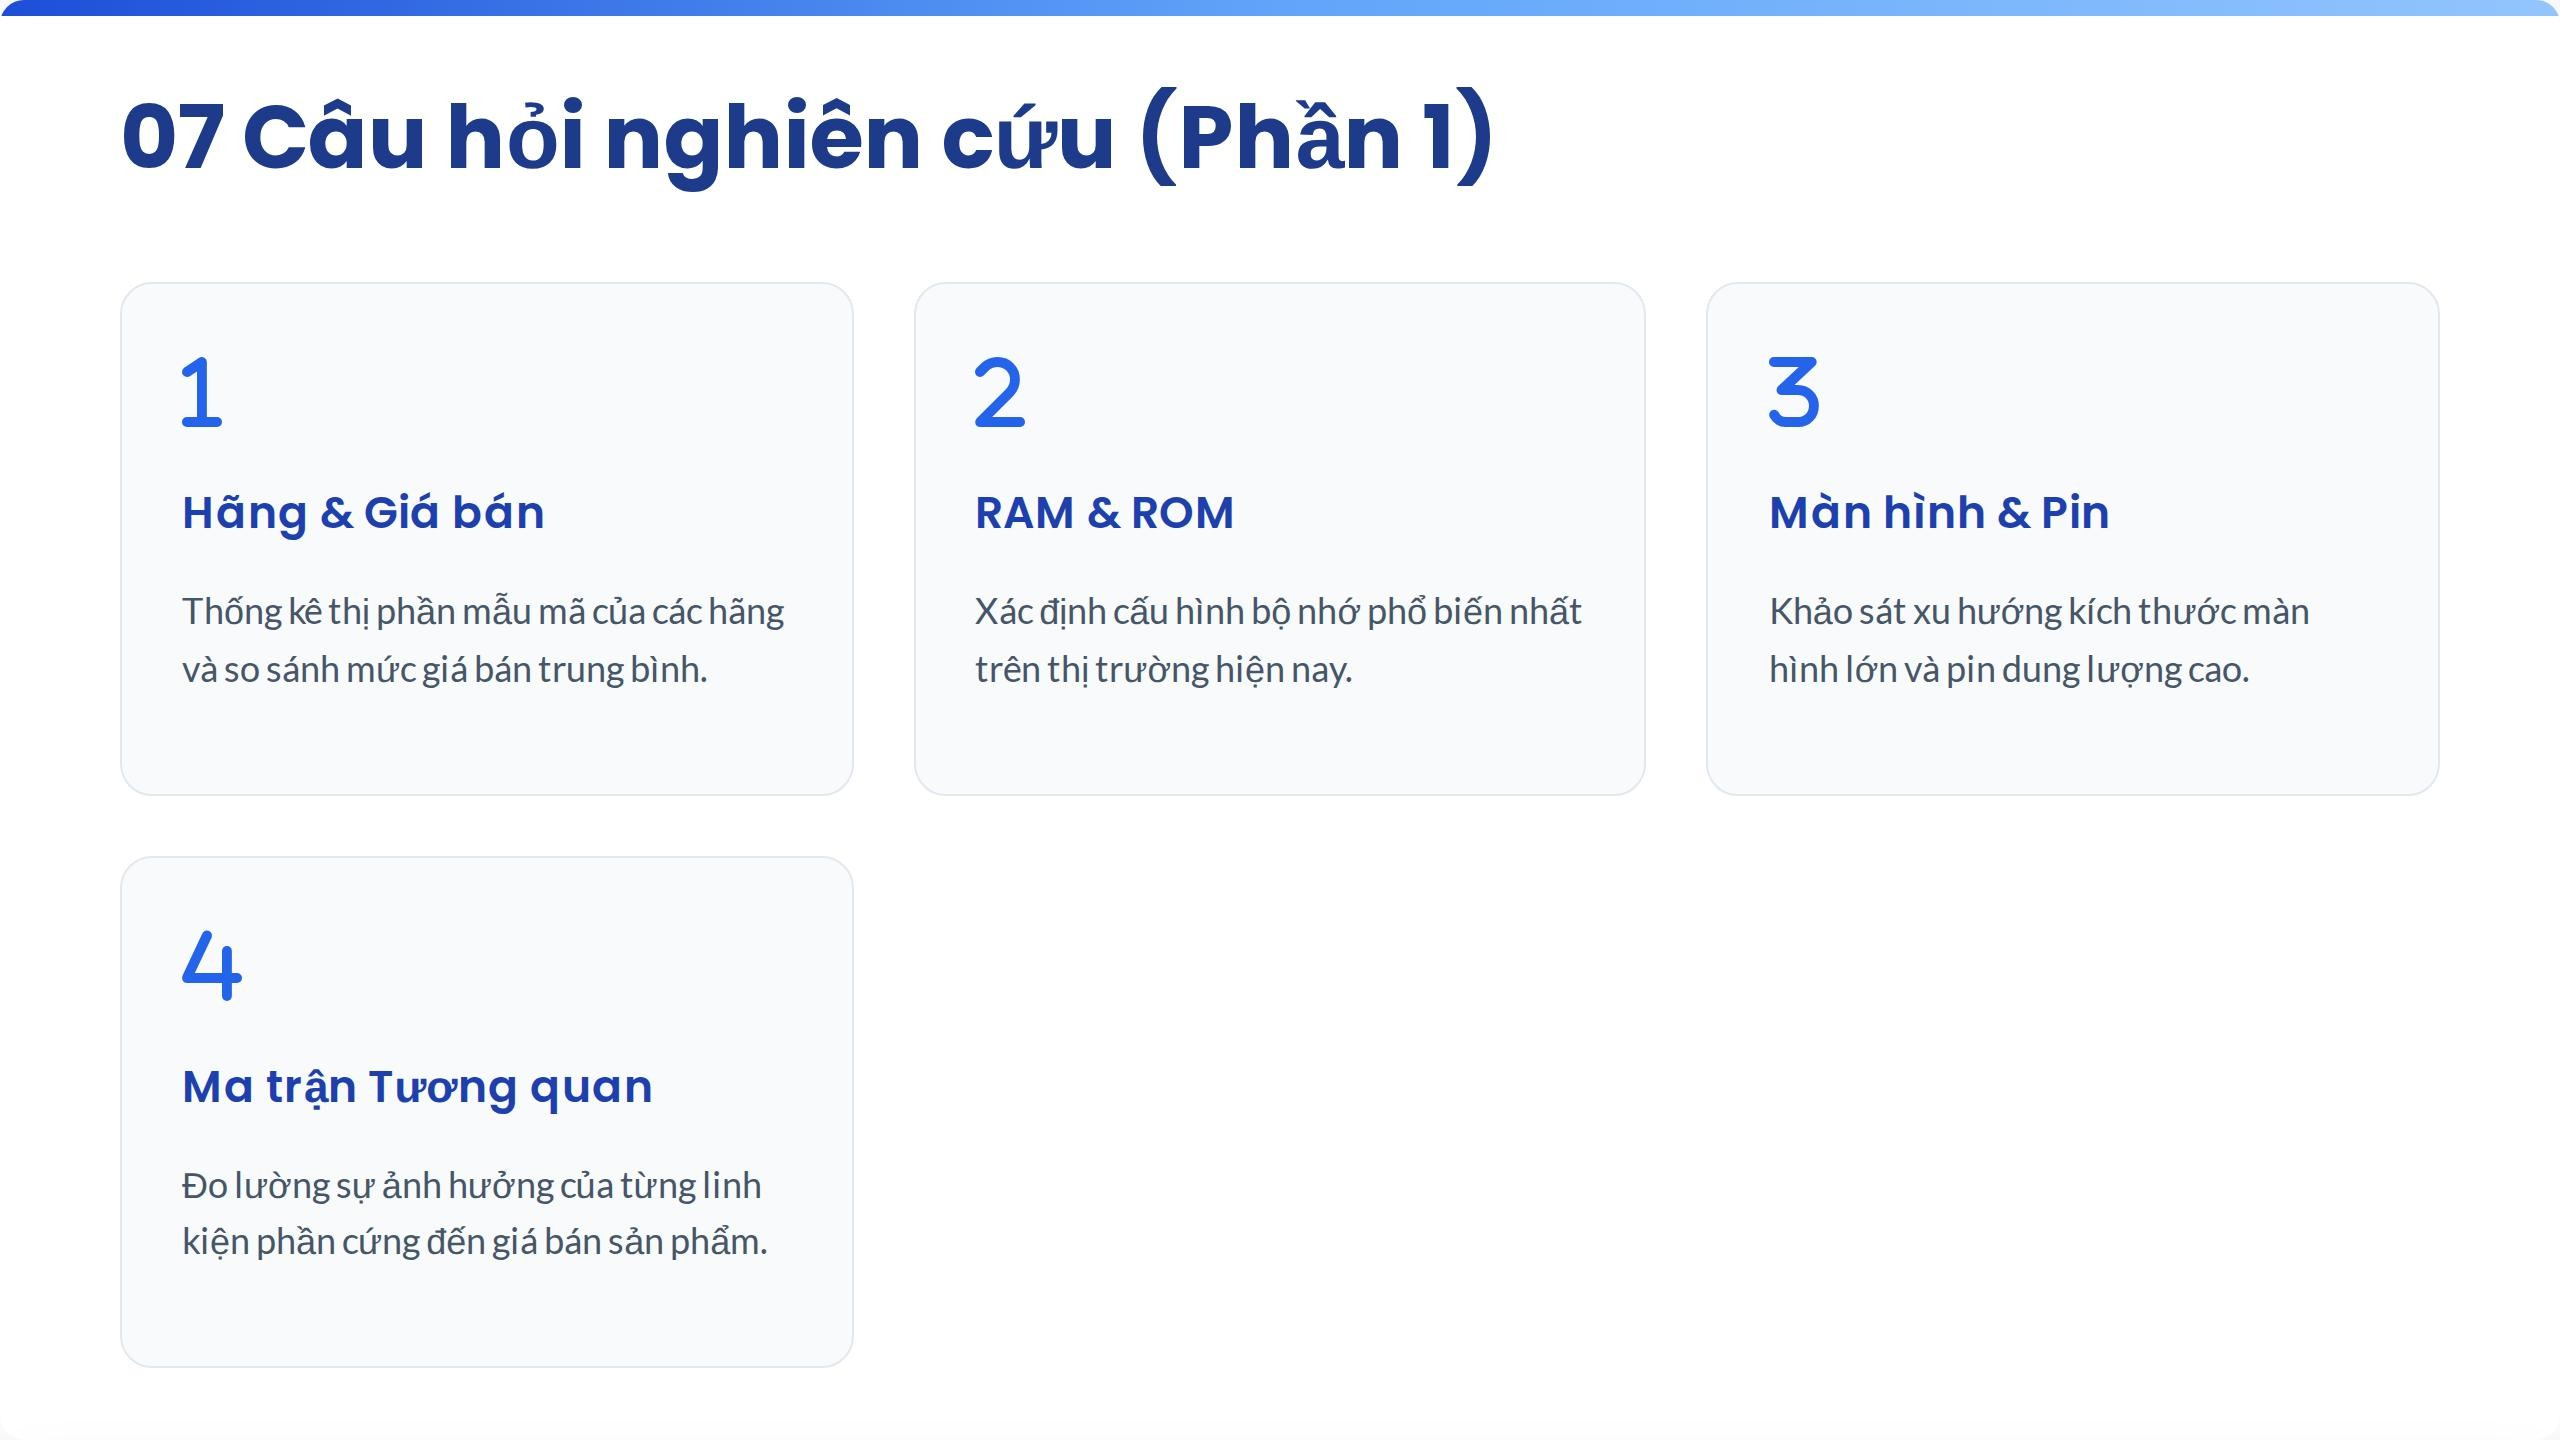 07 Câu hỏi nghiên cứu (Phần 1)
1
Hãng & Giá bán
Thống kê thị phần mẫu mã của các hãng
và so sánh mức giá bán trung bình.
2
RAM & ROM
Xác định cấu hình bộ nhớ phổ biến nhất
trên thị trường hiện nay.
3
Màn hình & Pin
Khảo sát xu hướng kích thước màn
hình lớn và pin dung lượng cao.
4
Ma trận Tương quan
Đo lường sự ảnh hưởng của từng linh
kiện phần cứng đến giá bán sản phẩm.